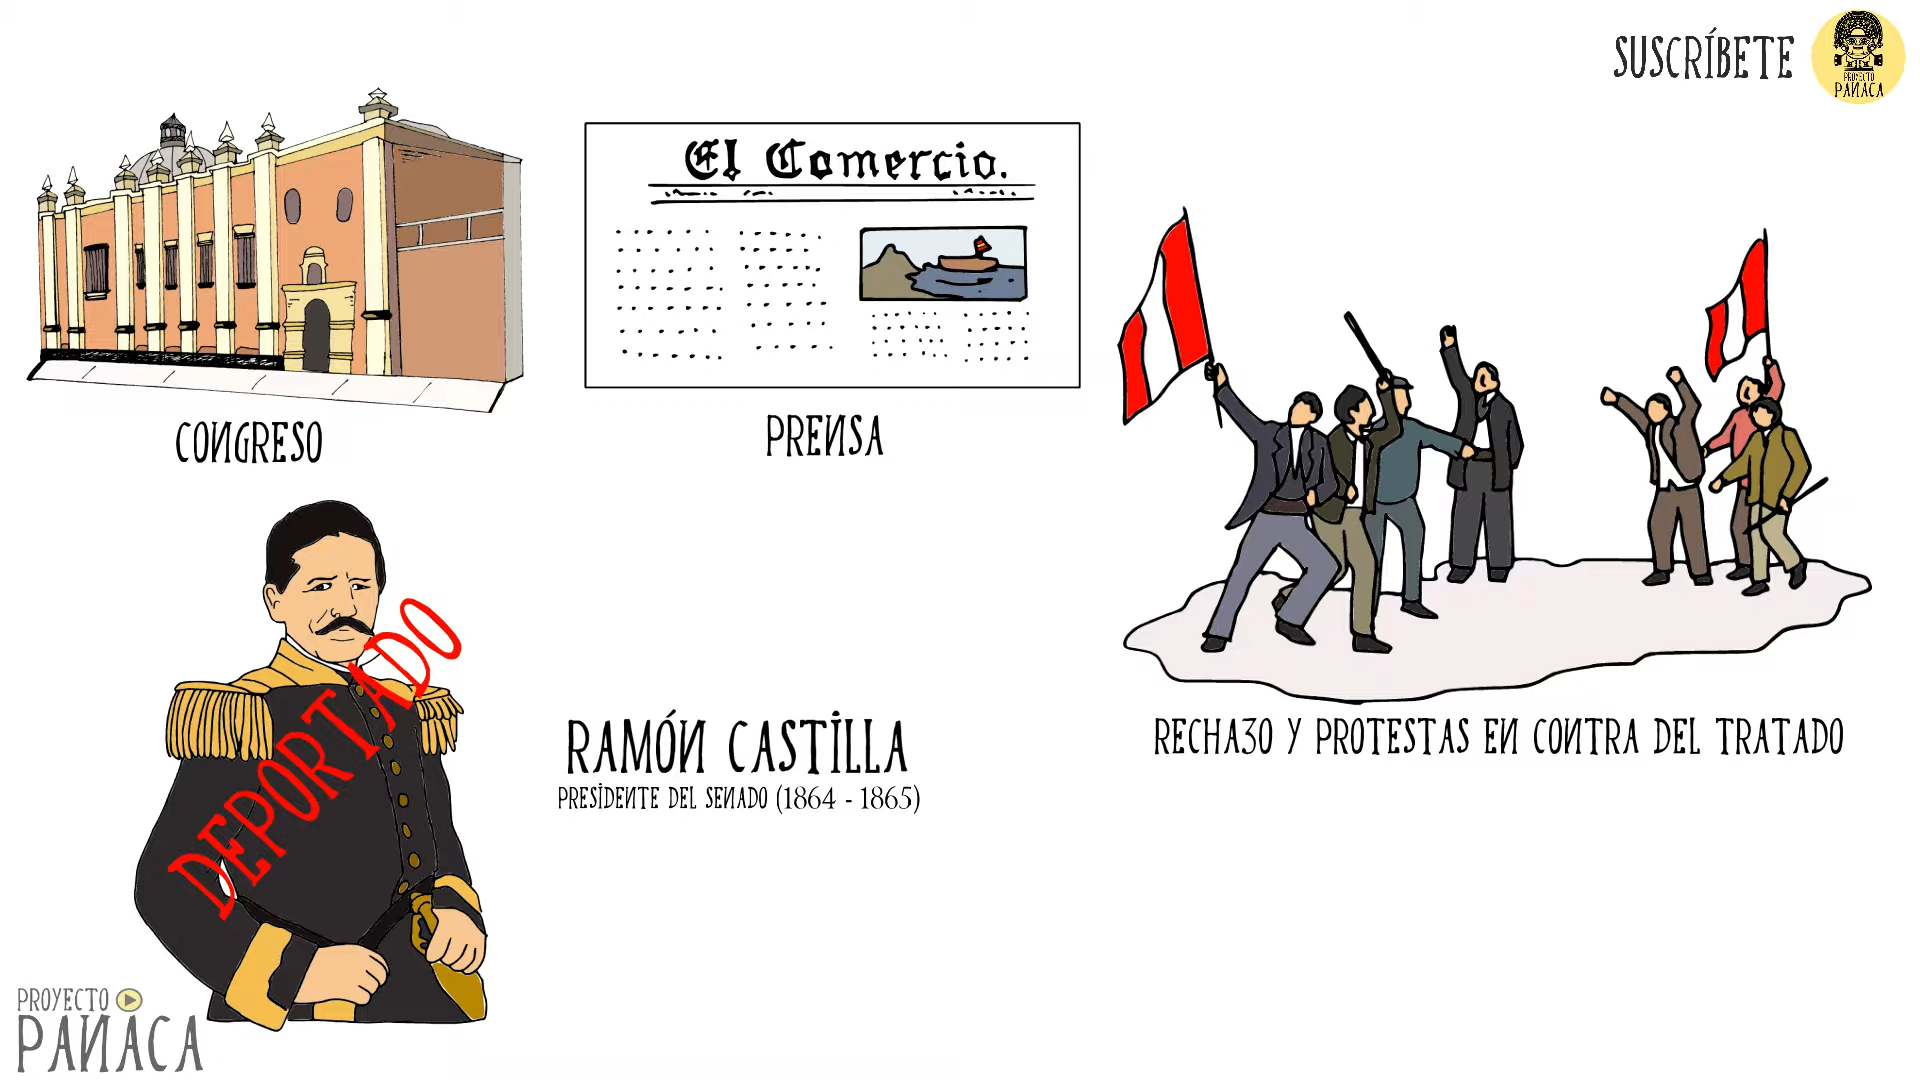 SUSCRÍBETE
PROYECTO
PANACA
El Comercio.
CONGRESO
PRENSA
DEPORTADO
RAMÓN CASTILLA
PRESIDENTE DEL SENADO (1864 - 1865)
RECHAZO Y PROTESTAS EN CONTRA DEL TRATADO
PROYECTO
PANACA